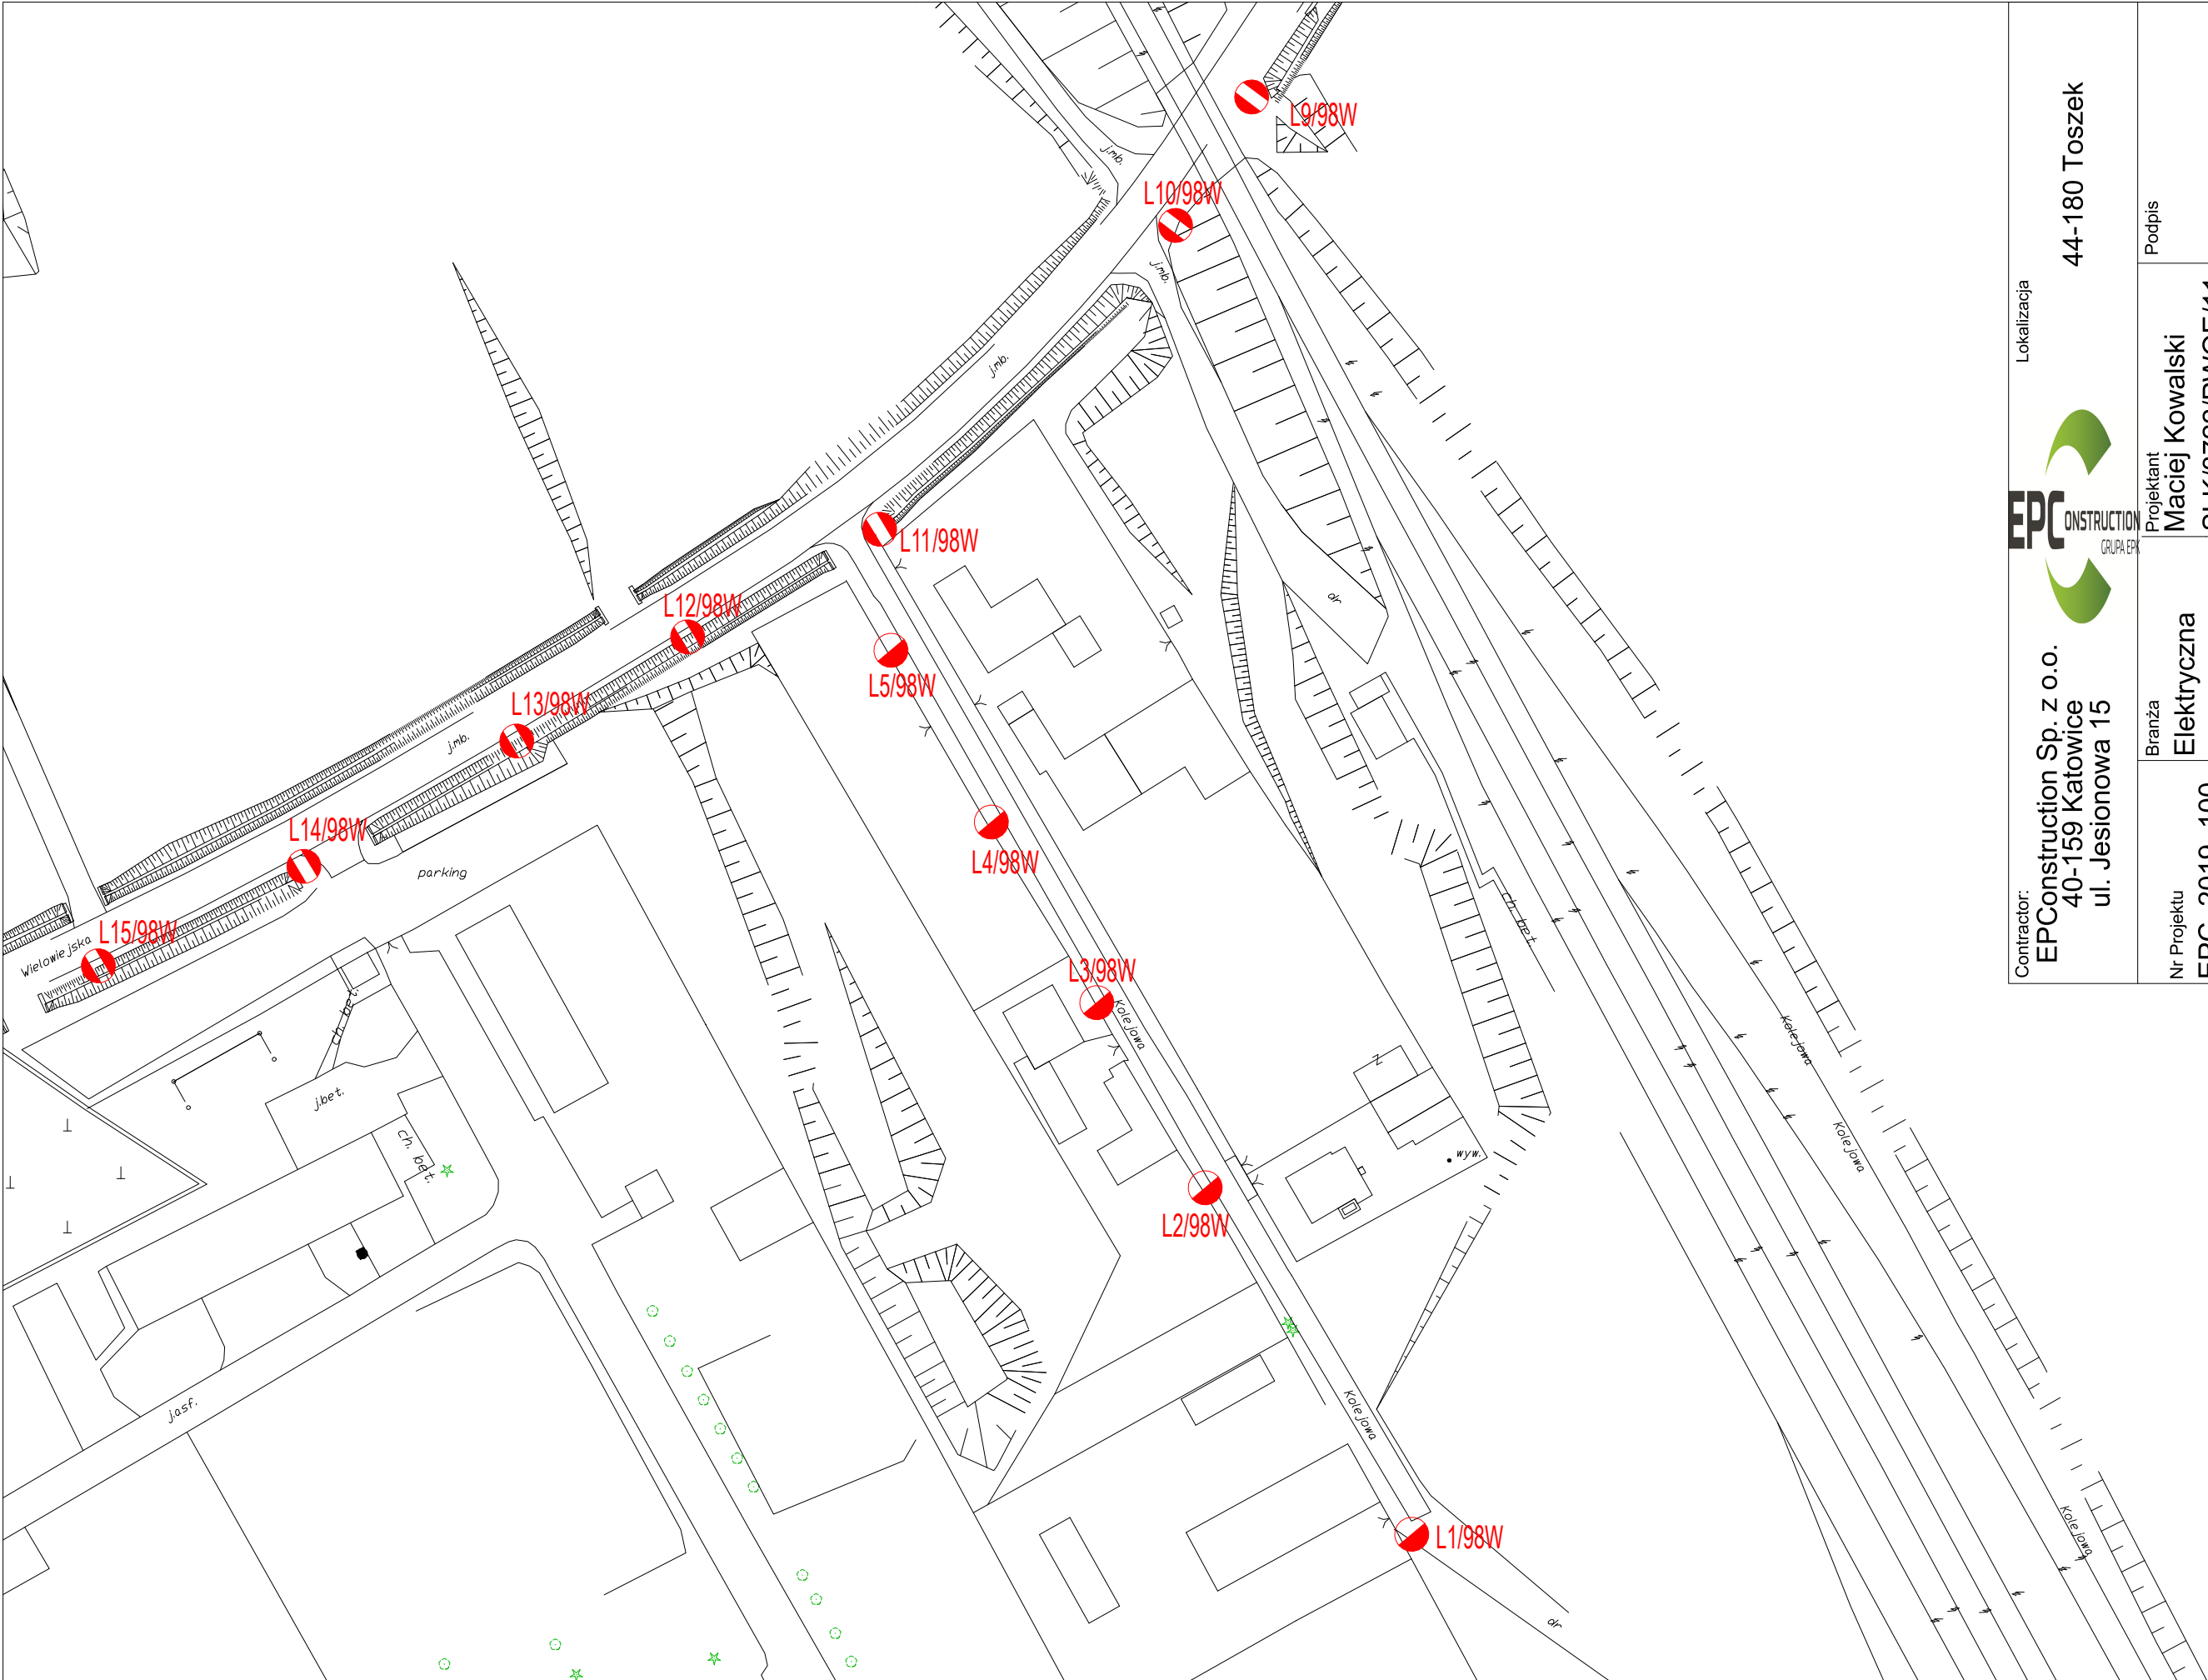 L9/98W
j.mb.
L10/98W
j.mb.
j.mb.
L11/98W
L12/98W
dr
L5/98W
L13/98W
j.mb.
L14/98W
L4/98W
parking
ch. bet.
Wielowiejska
L15/98W
L3/98W
Kolejowa
ch. bet.
j.bet.
ch. bet.
wyw.
L2/98W
Kolejowa
Kolejowa
j.asf.
Kolejowa
Kolejowa
L1/98W
dr
Contractor:
EPConstruction Sp. z o.o.
40-159 Katowice
ul. Jesionowa 15
EPCONSTRUCTION
GRUPA EPK
Lokalizacja
44-180 Toszek
Nr Projektu
Branża
Elektryczna
Projektant
Maciej Kowalski
Podpis